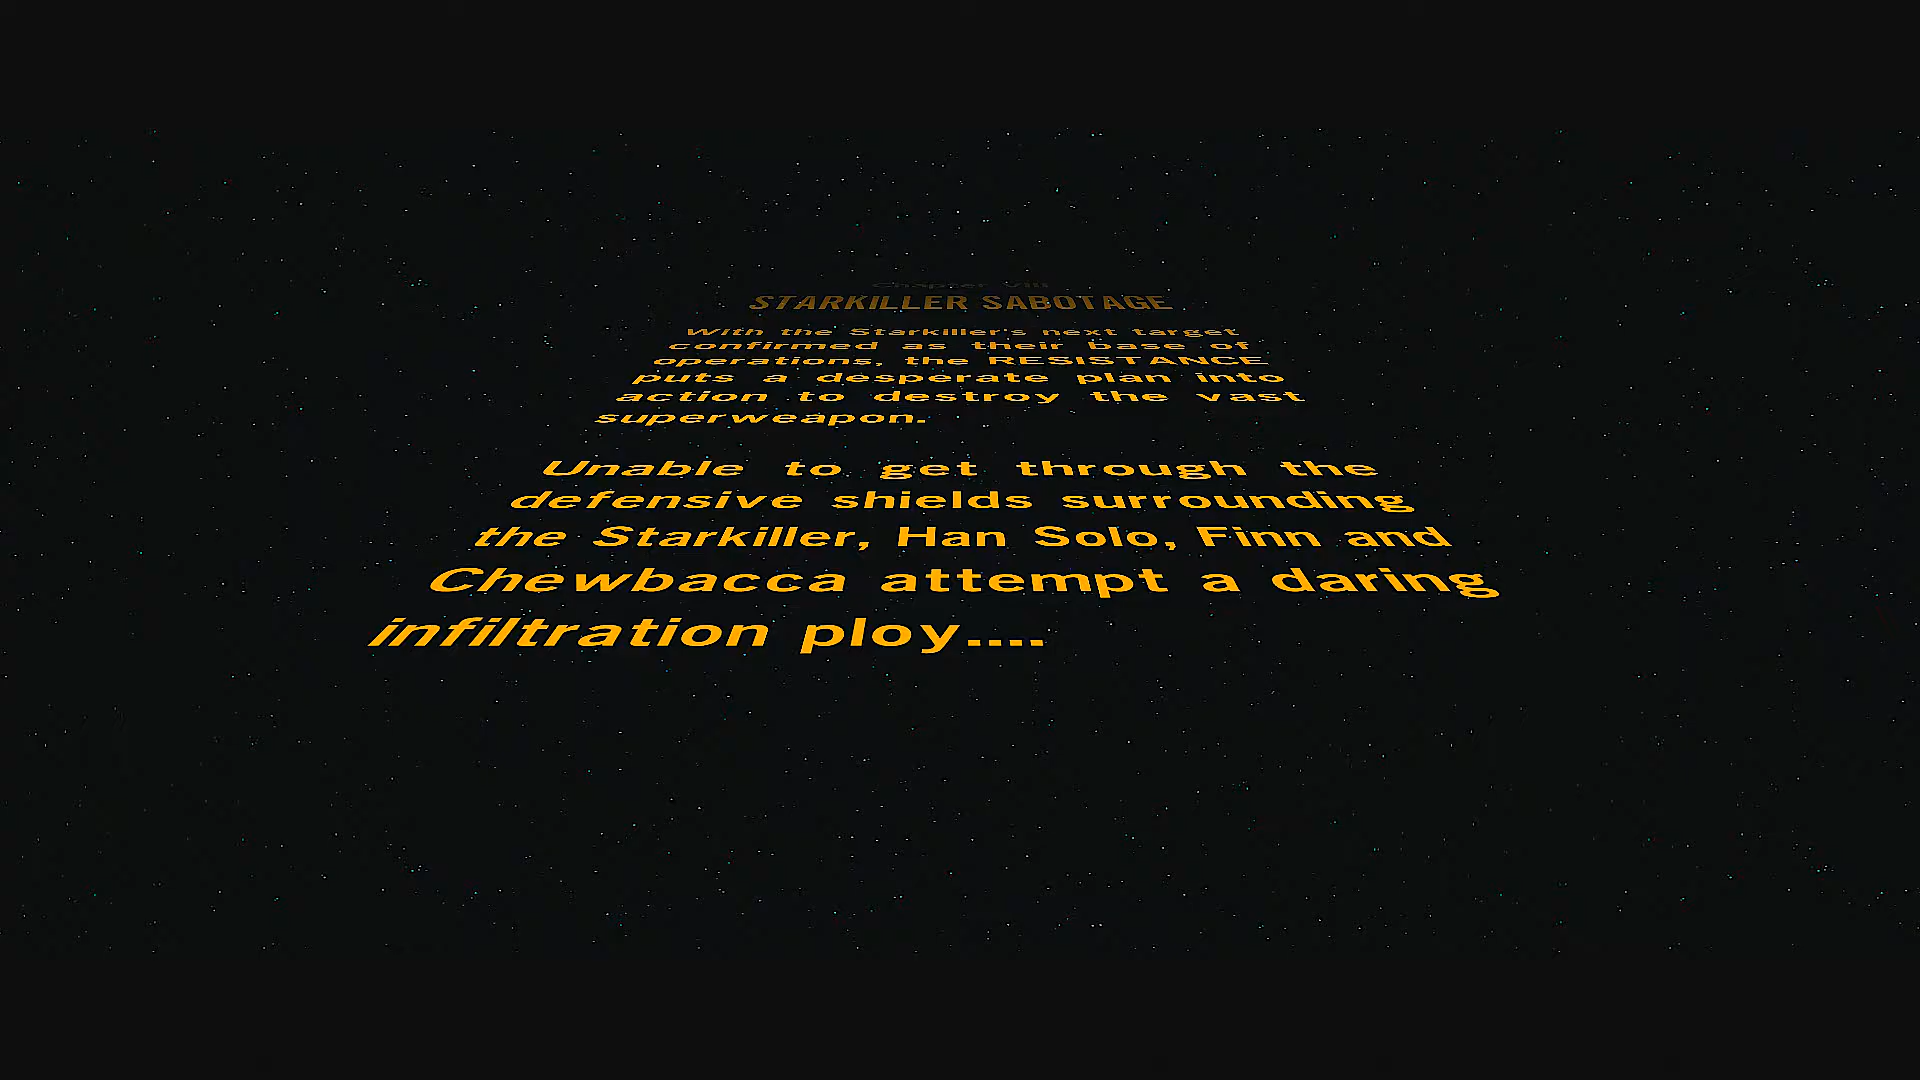 Chapter VIII
STARKILLER SABOTAGE
With the Starkiller's next target
confirmed as their base of
operations, the RESISTANCE
puts a desperate plan into
action to destroy the vast
superweapon.
Unable to get through the
defensive shields surrounding
the Starkiller, Han Solo, Finn and
Chewbacca attempt a daring
infiltration ploy....